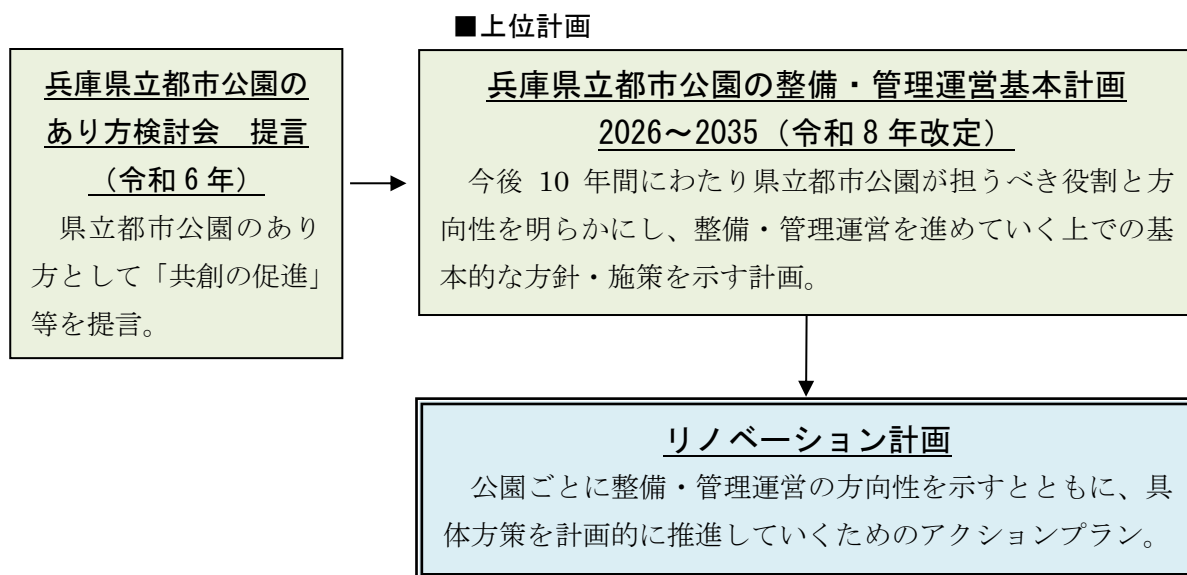 ■上位計画
兵庫県立都市公園の
あり方検討会　提言
（令和６年）
県立都市公園のあり
方として「共創の促進」
等を提言。
兵庫県立都市公園の整備・管理運営基本計画
2026～2035（令和８年改定）
今後 10 年間にわたり県立都市公園が担うべき役割と方
向性を明らかにし、整備・管理運営を進めていく上での基
本的な方針・施策を示す計画。
リノベーション計画
公園ごとに整備・管理運営の方向性を示すとともに、具
体方策を計画的に推進していくためのアクションプラン。